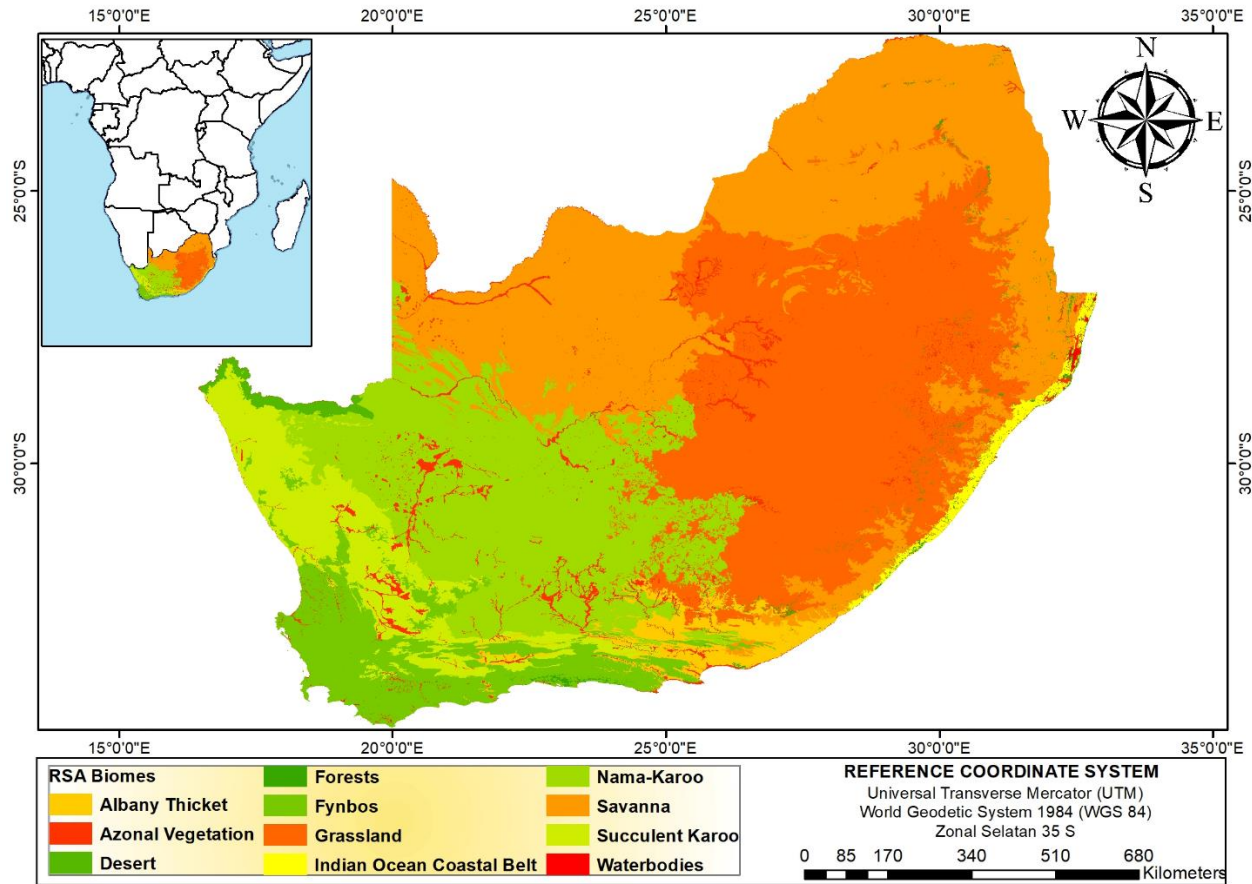 15°0'0"E 20°0'0"E 25°0'0"E 30°0'0"E 35°0'0"E
N
W E
S
25°0'0"S 25°0'0"S
30°0'0"S 30°0'0"S
15°0'0"E 20°0'0"E 25°0'0"E 30°0'0"E 35°0'0"E
RSA Biomes
Albany Thicket
Azonal Vegetation
Desert
Forests
Fynbos
Grassland
Indian Ocean Coastal Belt
Nama-Karoo
Savanna
Succulent Karoo
Waterbodies
REFERENCE COORDINATE SYSTEM
Universal Transverse Mercator (UTM)
World Geodetic System 1984 (WGS 84)
Zonal Selatan 35 S
0 85 170 340 510 680
Kilometers